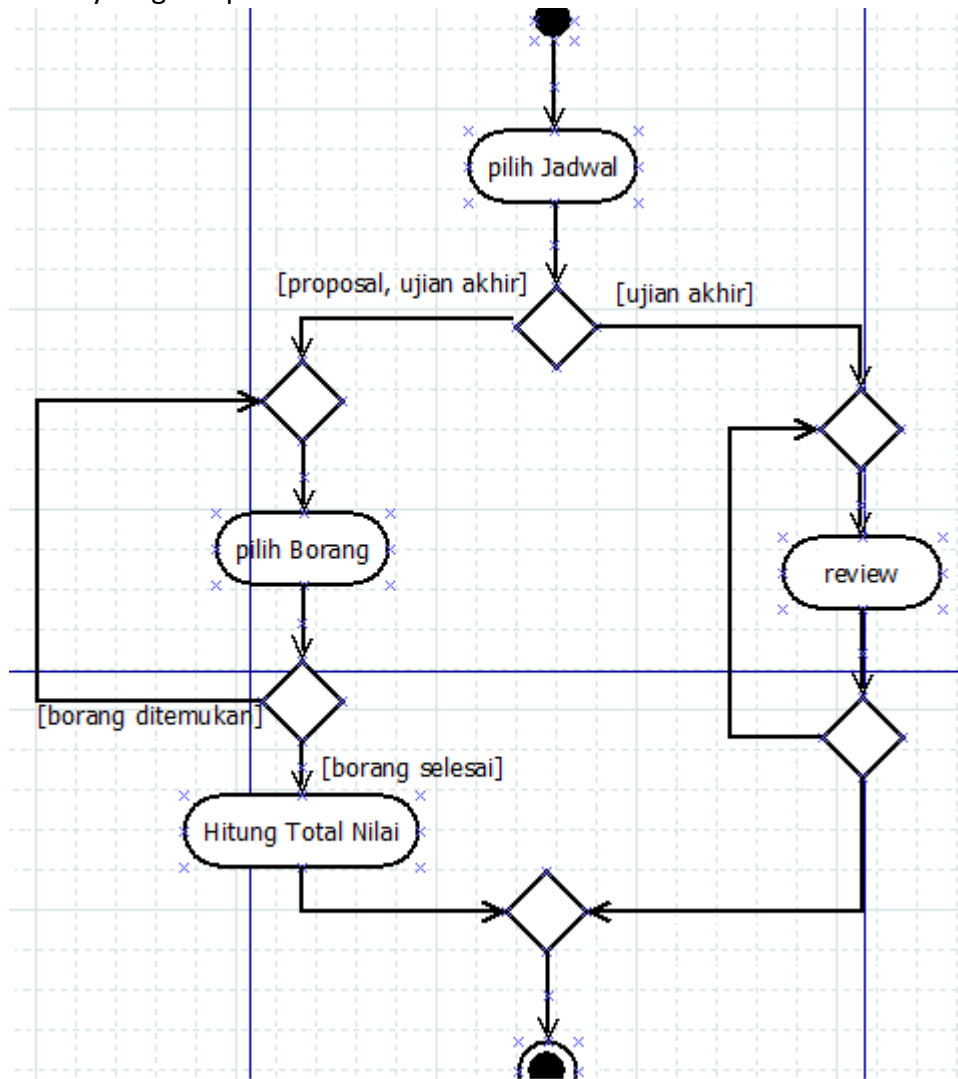 pilih Jadwal
[proposal, ujian akhir]
[ujian akhir]
pilih Borang
review
[borang ditemukan]
[borang selesai]
Hitung Total Nilai